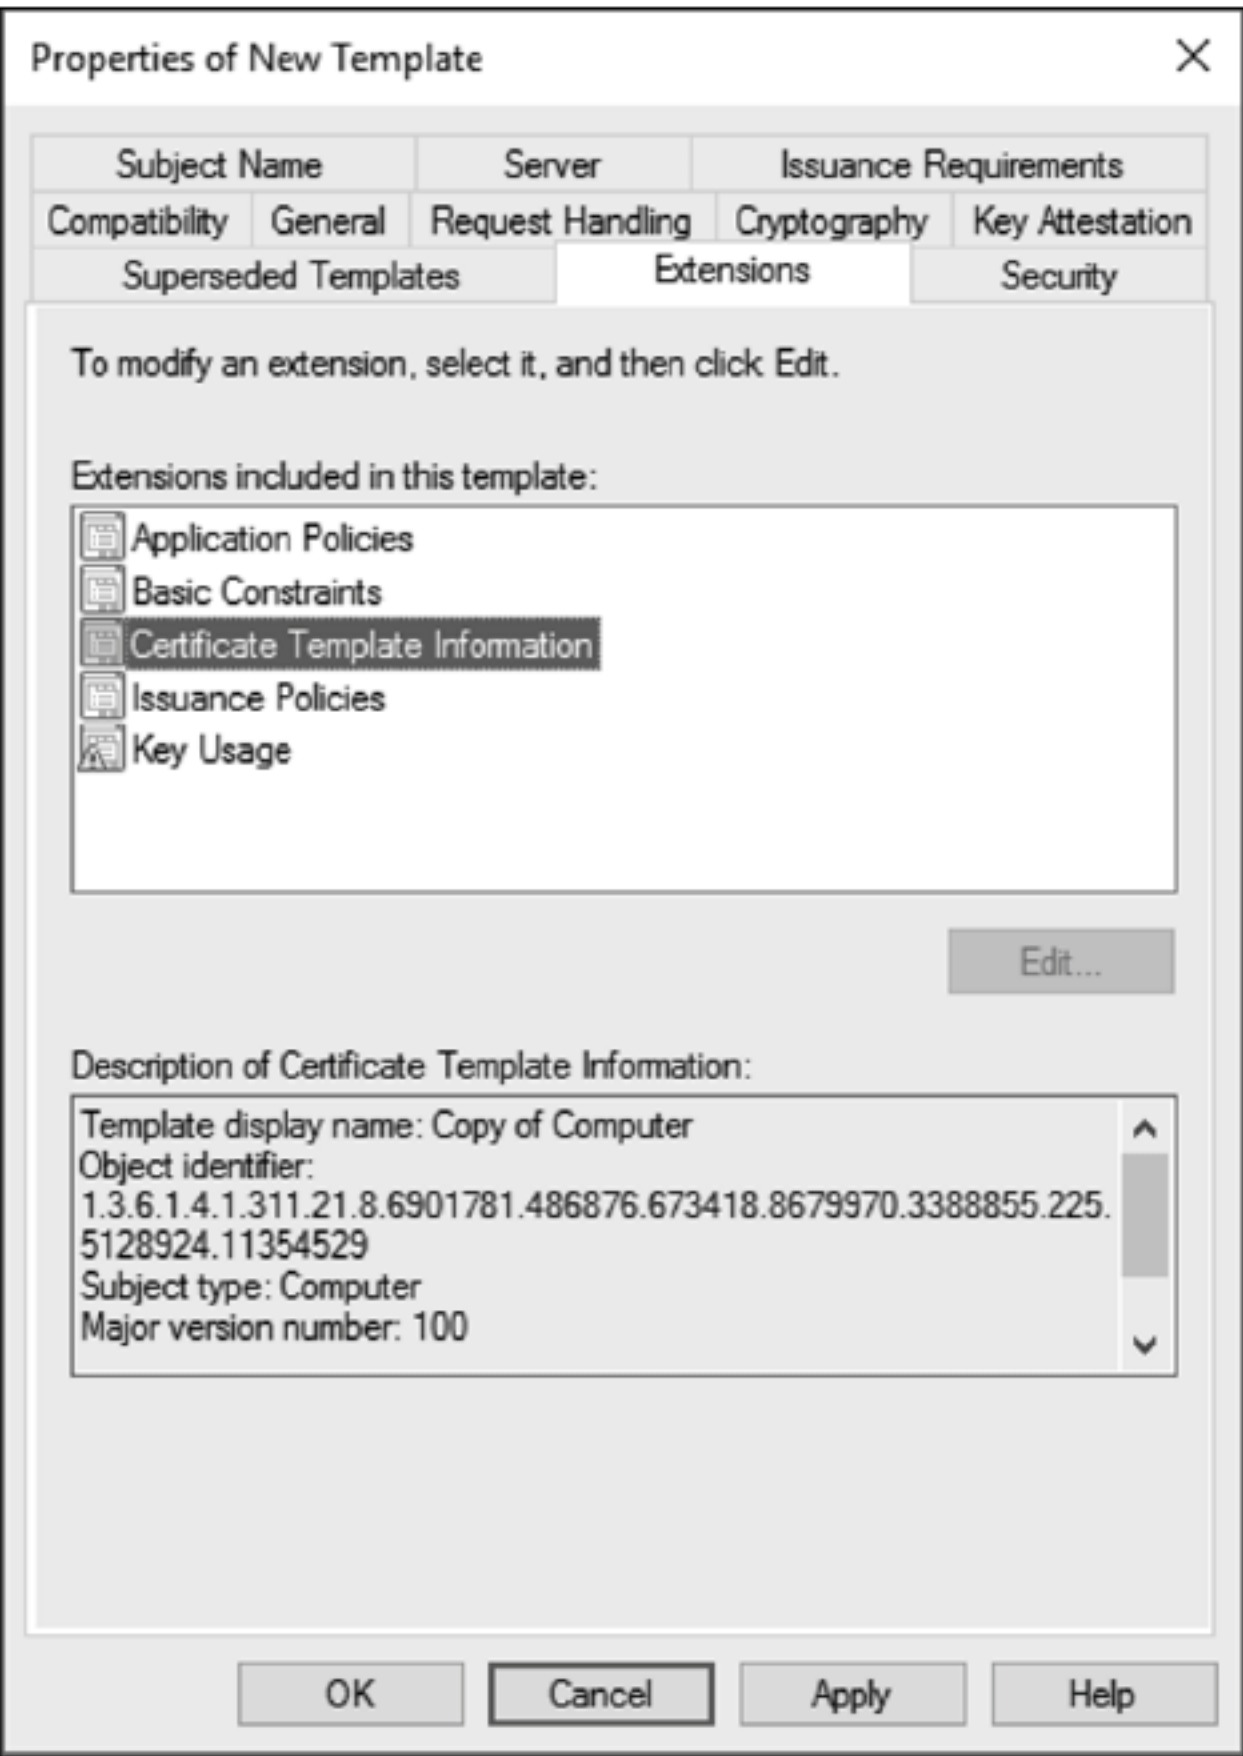 Properties of New Template
Subject Name Server Issuance Requirements
Compatibility General Request Handling Cryptography Key Attestation
Superseded Templates Extensions Security
To modify an extension, select it, and then click Edit.
Extensions included in this template:
Application Policies
Basic Constraints
Certificate Template Information
Issuance Policies
Key Usage
Edit...
Description of Certificate Template Information:
Template display name: Copy of Computer
Object identifier:
1.3.6.1.4.1.311.21.8.6901781.486876.673418.8679970.3388855.225.
5128924.11354529
Subject type: Computer
Major version number: 100
OK Cancel Apply Help